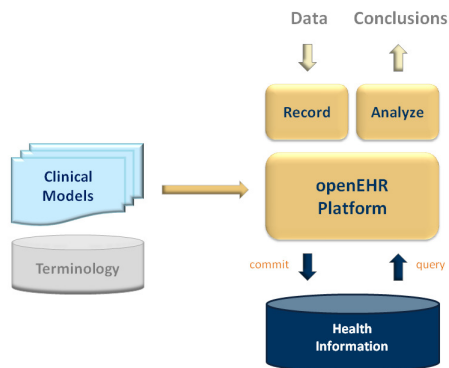 Data
Conclusions
Record
Analyze
Clinical
Models
openEHR
Platform
Terminology
commit
query
Health
Information